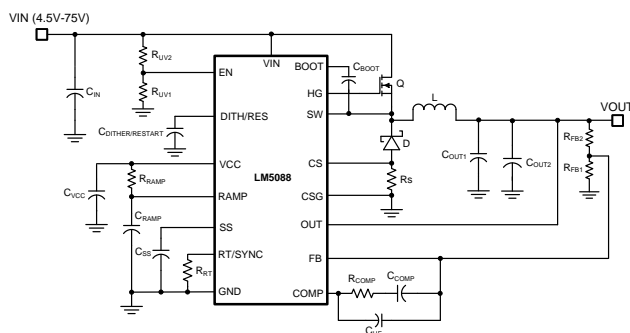 VIN (4.5V-75V)
RUV2
VIN
BOOT
CBOOT
Q
CIN
EN
HG
L
RUV1
VOUT
DITH/RES
SW
CDITHER/RESTART
D
RFB2
COUT1
COUT2
VCC
CS
RFB1
RRAMP
LM5088
RS
CVCC
RAMP
CSG
CRAMP
SS
OUT
CSS
RT/SYNC
FB
RRT
RCOMP
CCOMP
GND
COMP